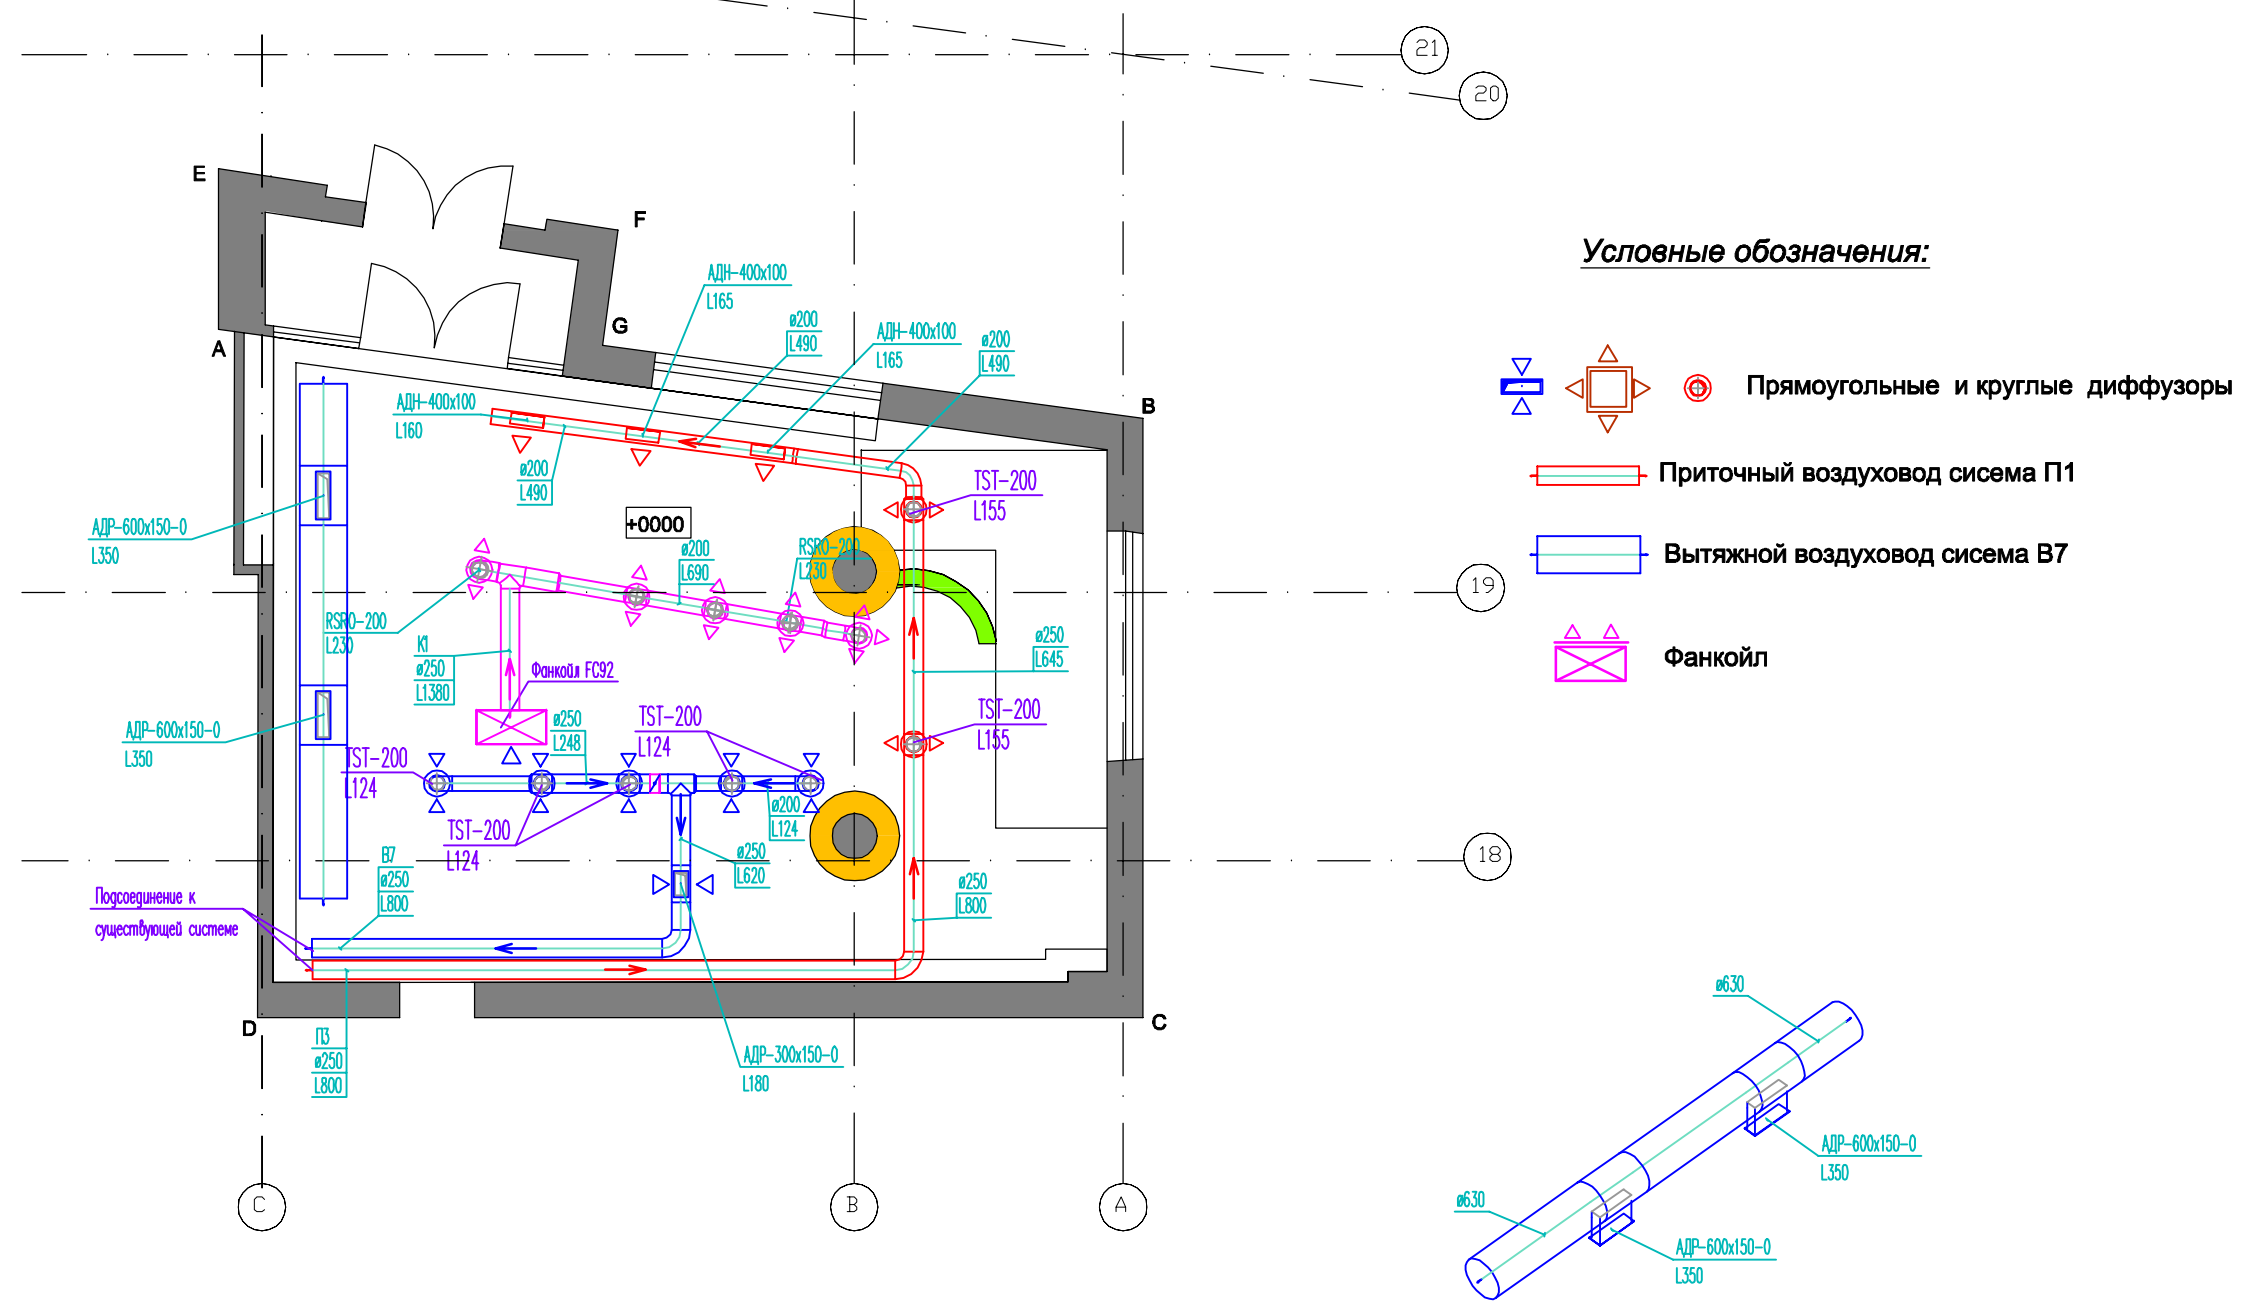 21
20
E
F
G
A
B
АДН-400х100
L165
ø200
L490
АДН-400х100
L165
ø200
L490
АДН-400х100
L160
ø200
L490
TST-200
L155
+0000
АДР-600х150-0
L350
ø200
L690
RSRO-200
L230
19
RSRO-200
L230
К1
ø250
L1380
Фанкойл FC92
ø250
L645
АДР-600х150-0
L350
TST-200
L124
ø250
L248
TST-200
L124
TST-200
L155
TST-200
L124
ø200
L124
ø250
L620
18
В7
ø250
L800
ø250
L800
Подсоединение к
существующей системе
D
C
П3
ø250
L800
АДР-300х150-0
L180
C
B
A
Условные обозначения:
Прямоугольные и круглые диффузоры
Приточный воздуховод сисема П1
Вытяжной воздуховод сисема В7
Фанкойл
ø630
АДР-600х150-0
L350
ø630
АДР-600х150-0
L350